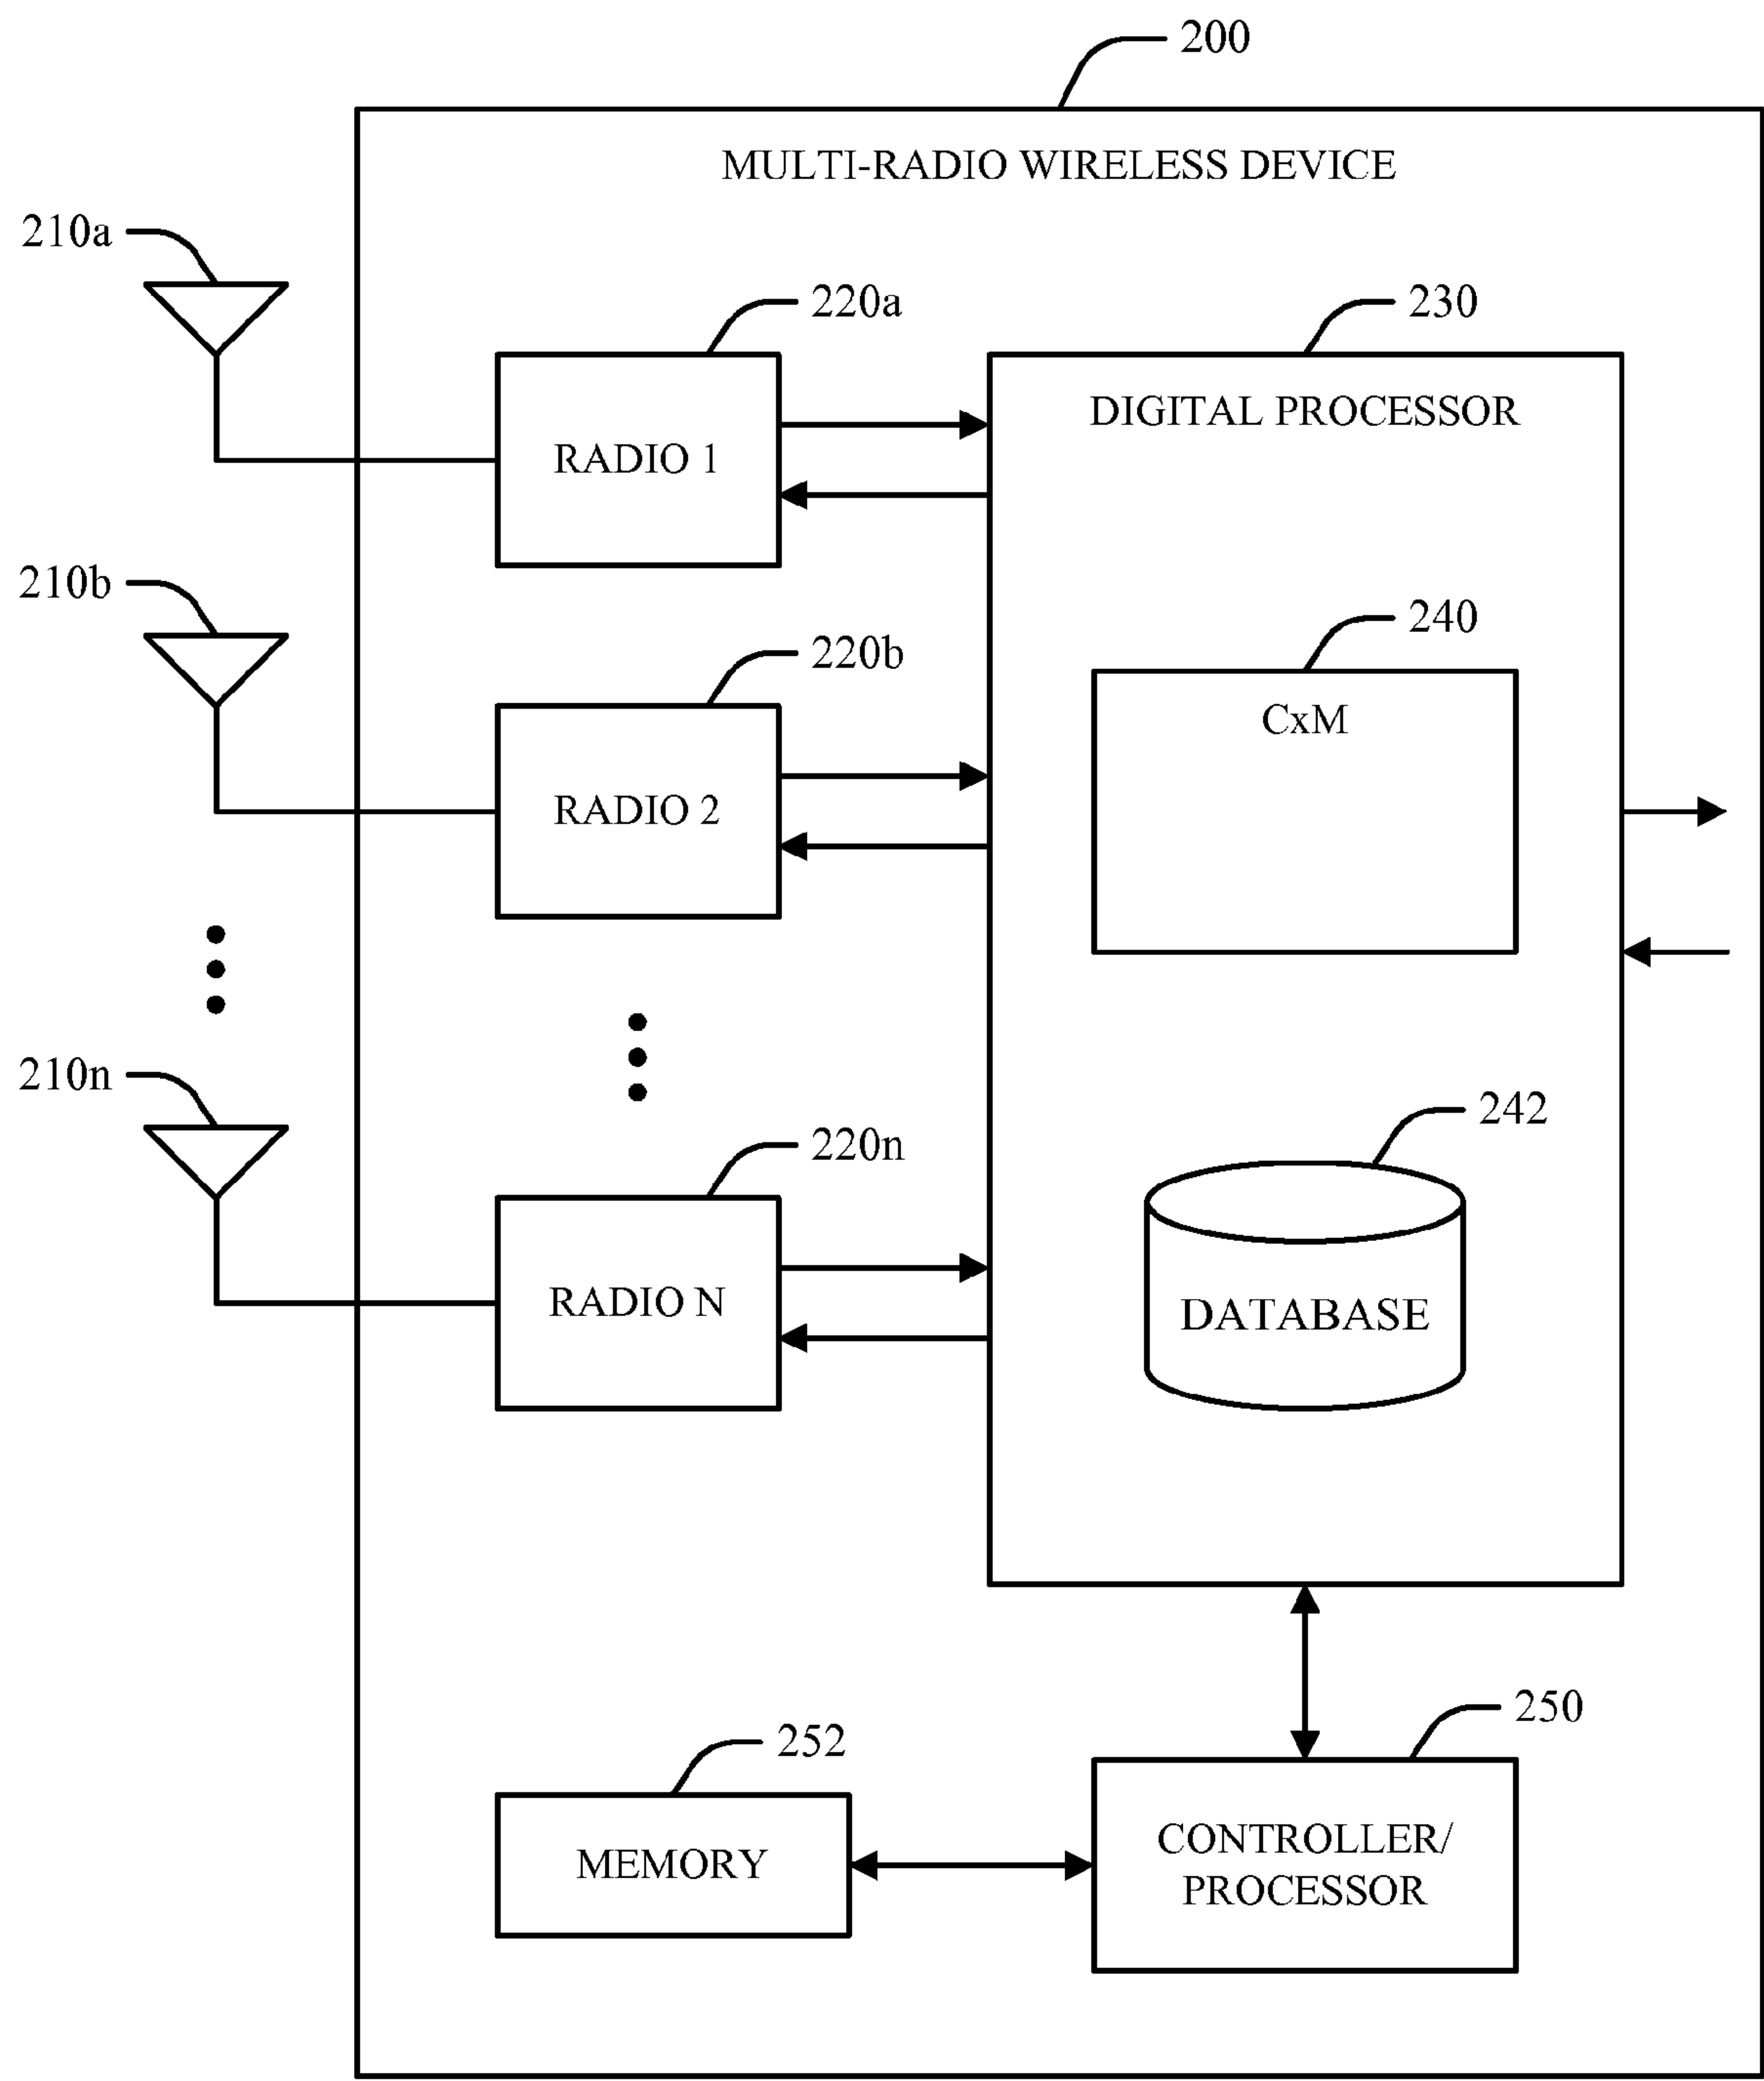 200
MULTI-RADIO WIRELESS DEVICE
210a
220a
230
DIGITAL PROCESSOR
RADIO 1
210b
240
220b
CxM
RADIO 2
210n
242
220n
RADIO N
DATABASE
250
252
CONTROLLER/
MEMORY
PROCESSOR